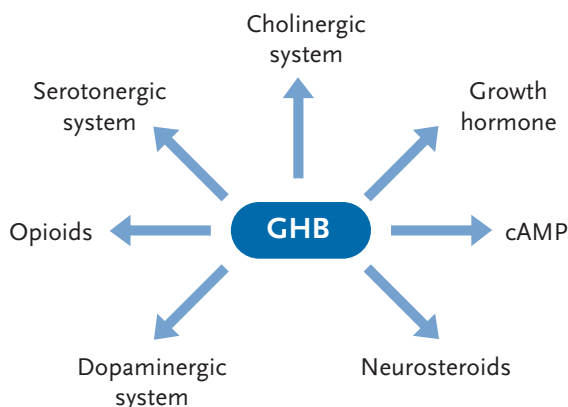 Cholinergic
system
Serotonergic
system
Growth
hormone
Opioids
GHB
cAMP
Dopaminergic
system
Neurosteroids